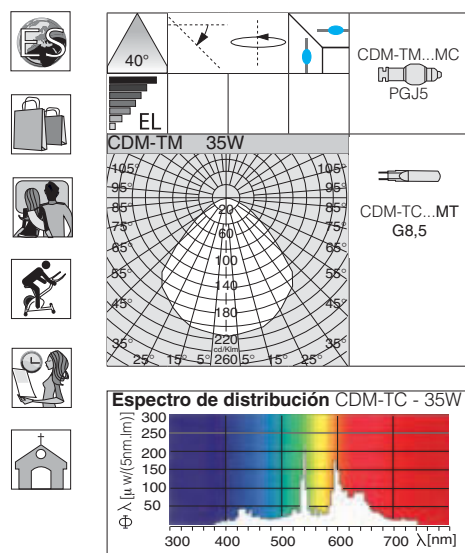 ES
40°
CDM-TM...MC
PGJ5
EL
CDM-TM 35W
105° 105°
95° 95°
85° 85°
75° 75°
65° 65°
45° 45°
35° 35°
25° 15° 5° 260 5° 15° 25°
20
60
100
140
180
220
cd/Klm
CDM-TC...MT
G8,5
Espectro de distribución CDM-TC - 35W
λ [μ w/(5nm.lm)]
300
250
200
150
100
50
300 400 500 600 700 λ[nm]